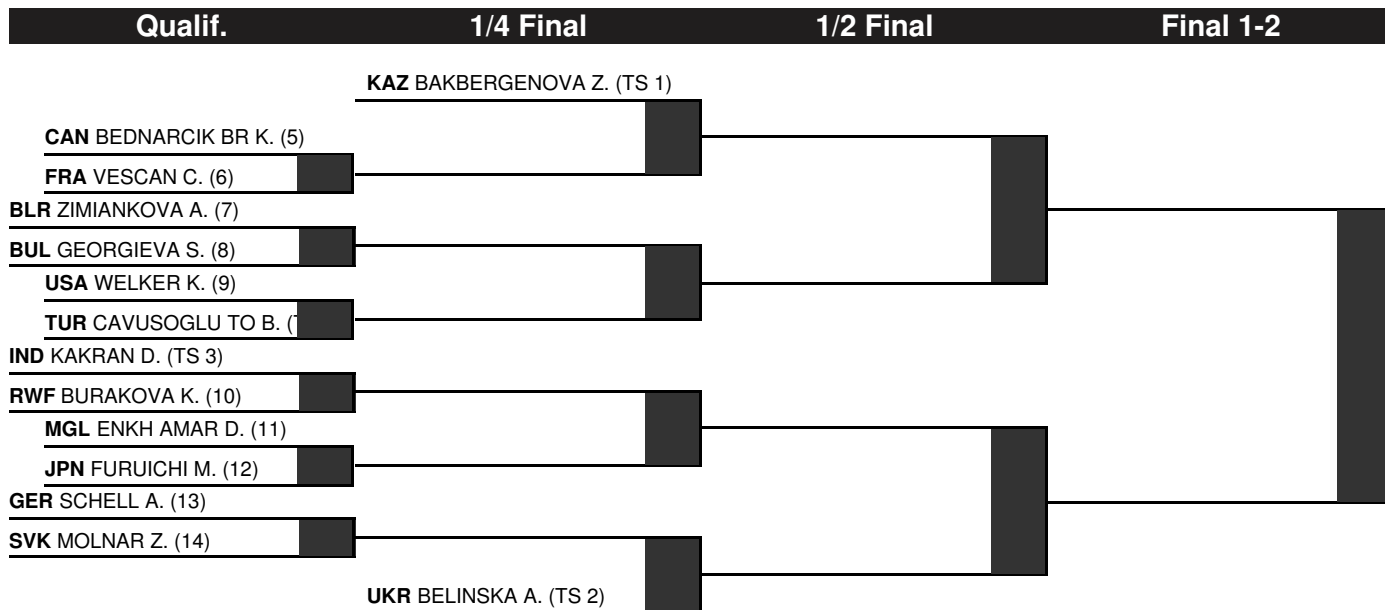 Qualif. 1/4 Final 1/2 Final Final 1-2
KAZ BAKBERGENOVA Z. (TS 1)
CAN BEDNARCIK BR K. (5)
FRA VESCAN C. (6)
BLR ZIMIANKOVA A. (7)
BUL GEORGIEVA S. (8)
USA WELKER K. (9)
TUR CAVUSOGLU TO B. (
IND KAKRAN D. (TS 3)
RWF BURAKOVA K. (10)
MGL ENKH AMAR D. (11)
JPN FURUICHI M. (12)
GER SCHELL A. (13)
SVK MOLNAR Z. (14)
UKR BELINSKA A. (TS 2)